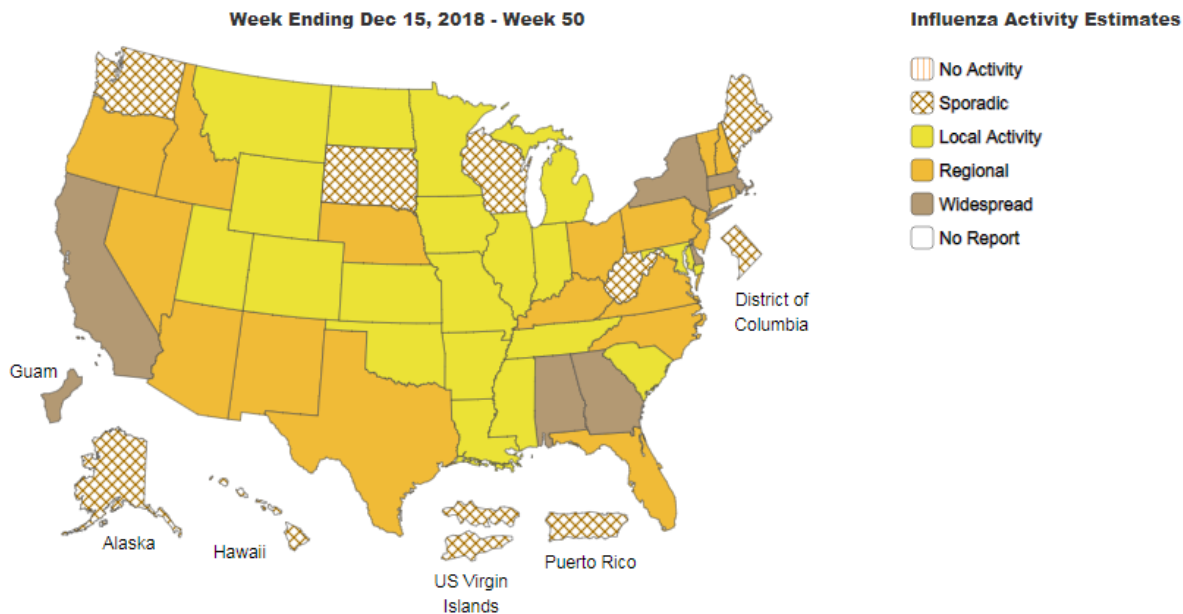 Week Ending Dec 15, 2018 - Week 50
Influenza Activity Estimates
No Activity
Sporadic
Local Activity
Regional
Widespread
No Report
District of
Columbia
Guam
Alaska
Hawaii
US Virgin
Islands
Puerto Rico